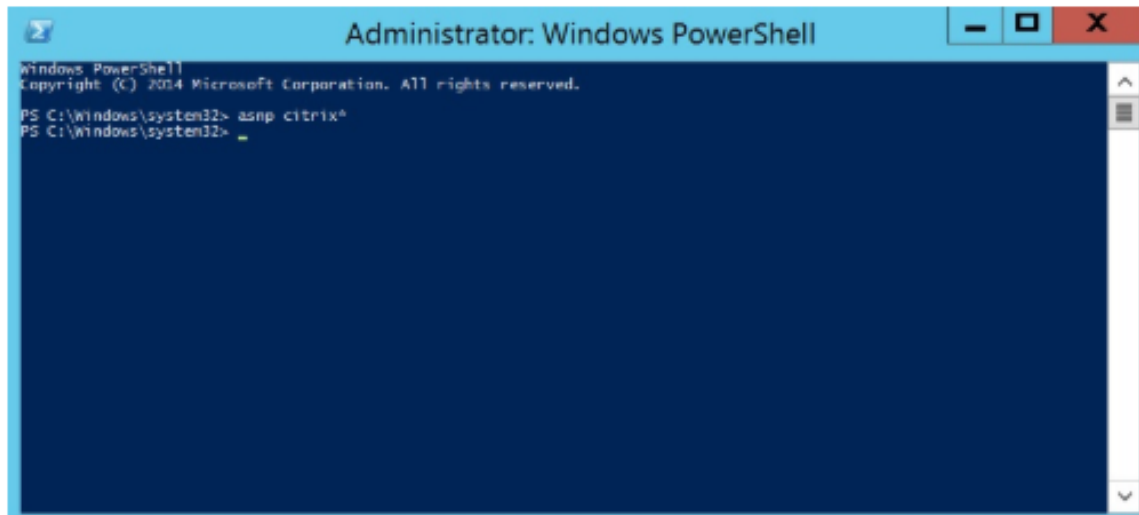 Administrator: Windows PowerShell
Windows PowerShell
Copyright (C) 2014 Microsoft Corporation. All rights reserved.
PS C:\Windows\system32> asnp citrix*
PS C:\Windows\system32> _